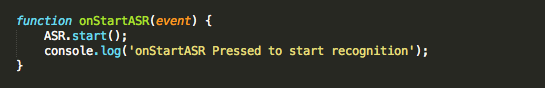 function onStartASR(event) {
    ASR.start();
    console.log('onStartASR Pressed to start recognition');
}